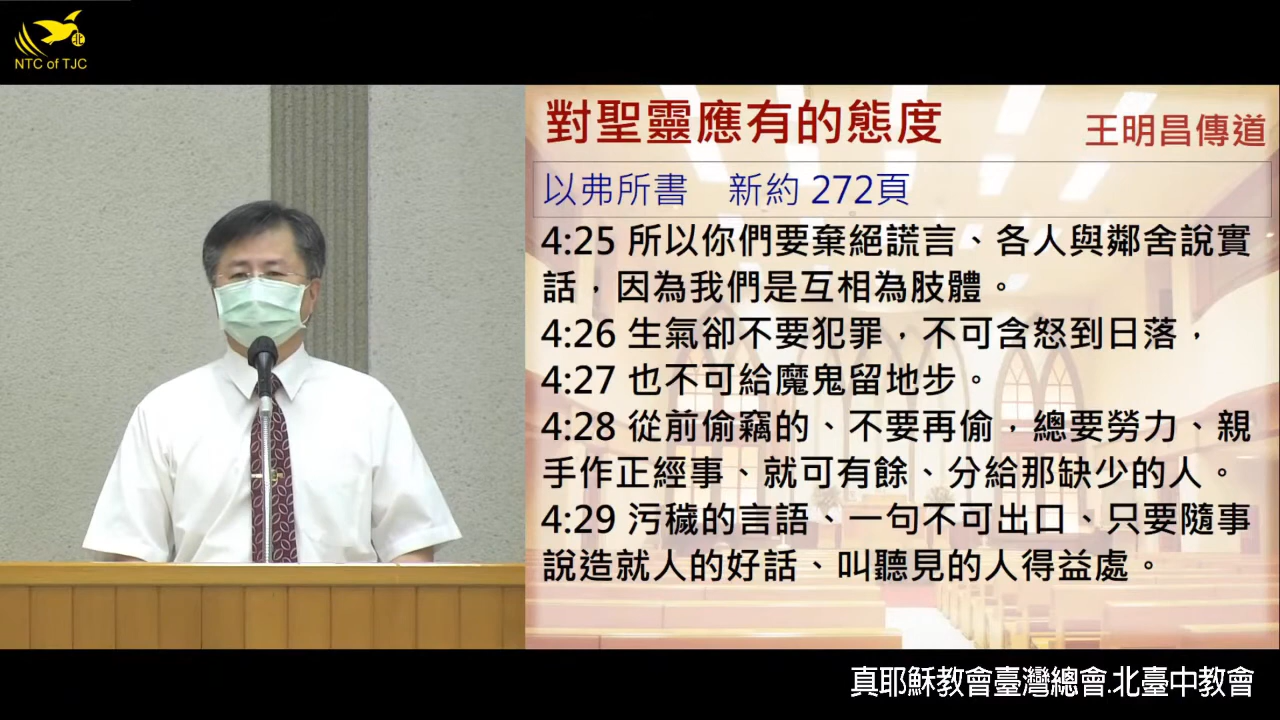 北
NTC of TJC
對聖靈應有的態度
王明昌傳道
以弗所書 新約 272頁
4:25 所以你們要棄絕謊言、各人與鄰舍說實
話，因為我們是互相為肢體。
4:26 生氣卻不要犯罪，不可含怒到日落，
4:27 也不可給魔鬼留地步。
4:28 從前偷竊的、不要再偷，總要勞力、親
手作正經事、就可有餘、分給那缺少的人。
4:29 污穢的言語、一句不可出口、只要隨事
說造就人的好話、叫聽見的人得益處。
真耶穌教會臺灣總會.北臺中教會